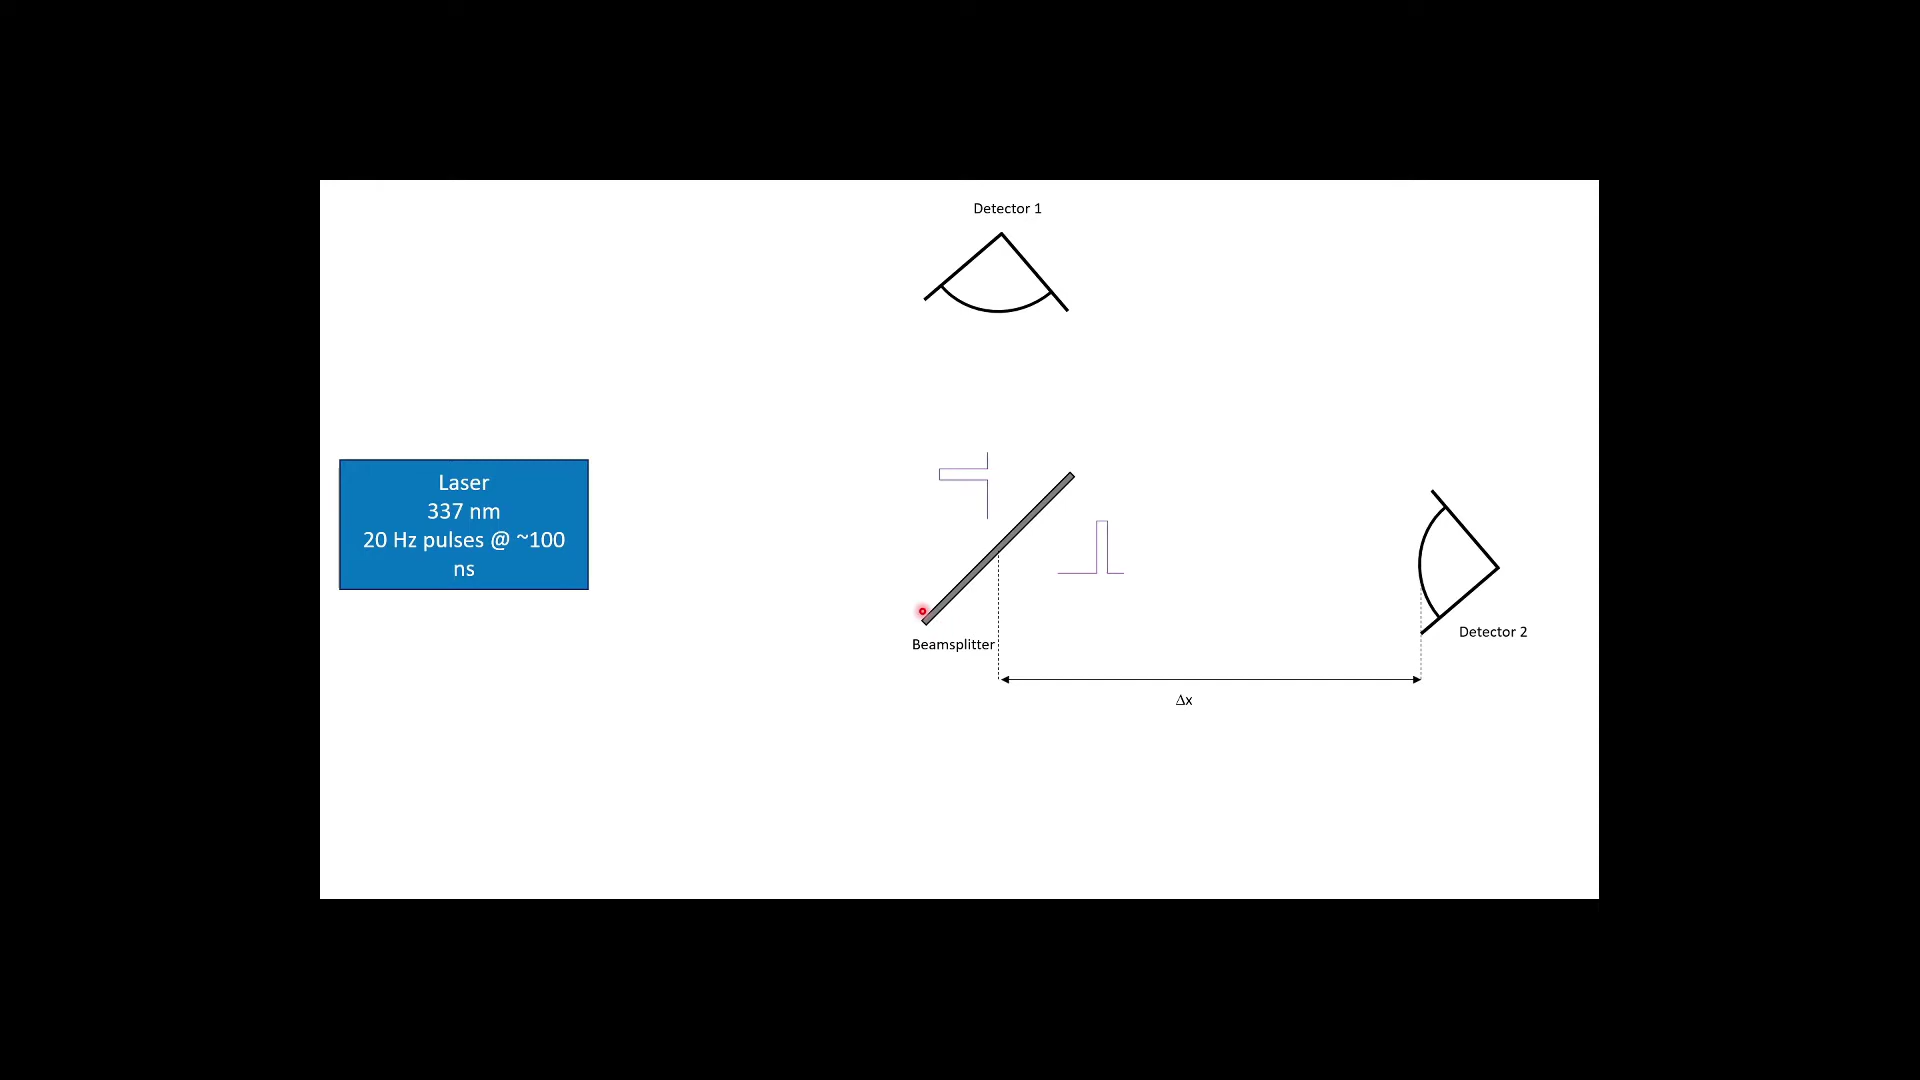 Detector 1
Laser
337 nm
20 Hz pulses @ ~100
ns
Detector 2
Beamsplitter
Δx